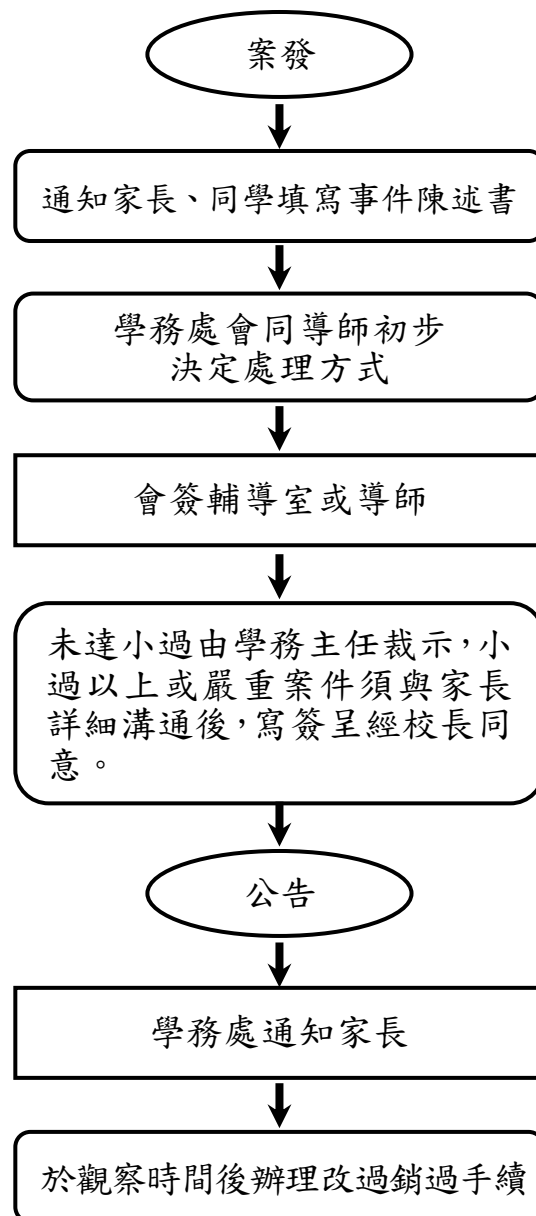 案發
通知家長、同學填寫事件陳述書
學務處會同導師初步
決定處理方式
會簽輔導室或導師
未達小過由學務主任裁示，小
過以上或嚴重案件須與家長
詳細溝通後，寫簽呈經校長同
意。
公告
學務處通知家長
於觀察時間後辦理改過銷過手續